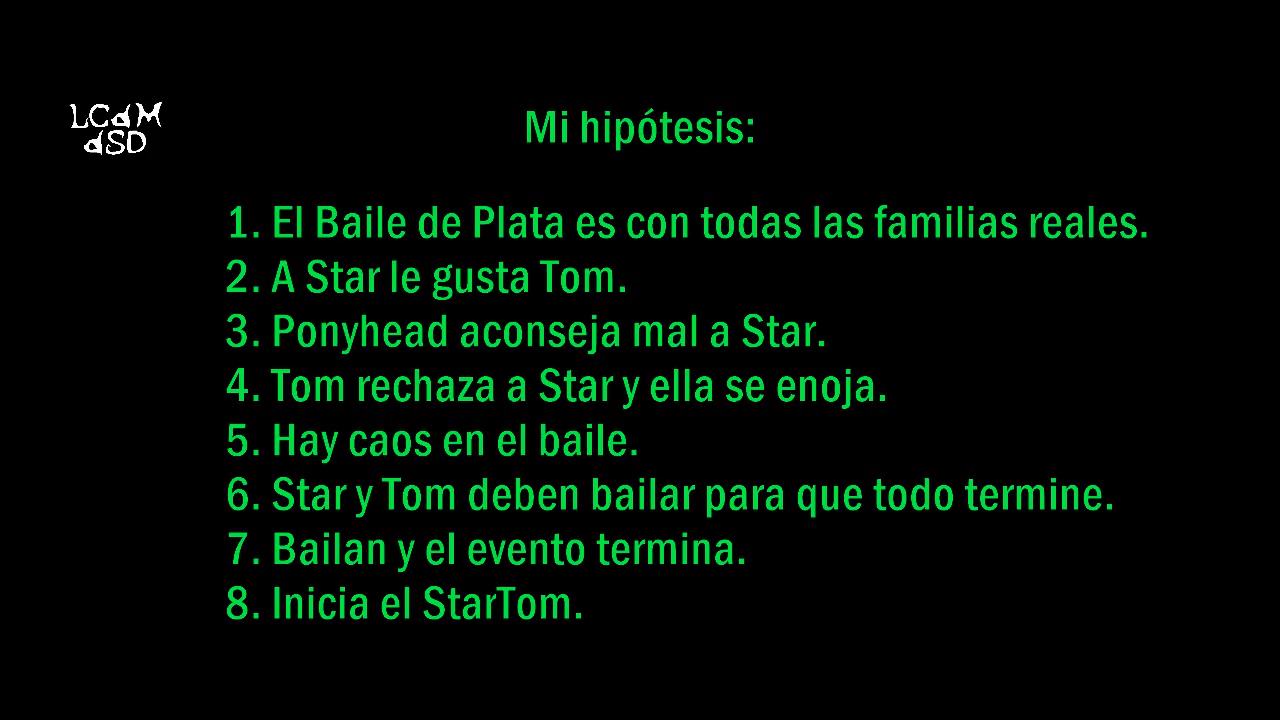 LCdM
dSD
Mi hipótesis:
1. El Baile de Plata es con todas las familias reales.
2. A Star le gusta Tom.
3. Ponyhead aconseja mal a Star.
4. Tom rechaza a Star y ella se enoja.
5. Hay caos en el baile.
6. Star y Tom deben bailar para que todo termine.
7. Bailan y el evento termina.
8. Inicia el StarTom.